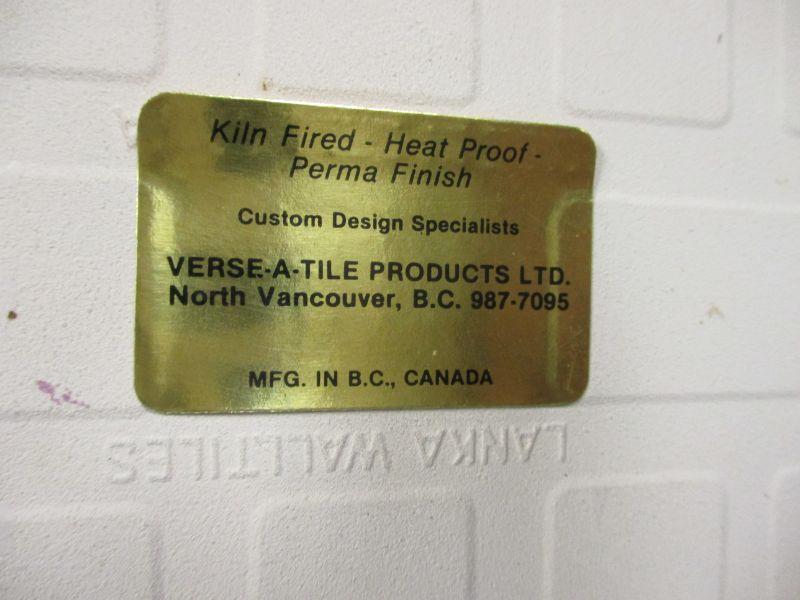 Kiln Fired - Heat Proof -
Perma Finish
Custom Design Specialists
VERSE-A-TILE PRODUCTS LTD.
North Vancouver, B.C. 987-7095
MFG. IN B.C., CANADA
LANKA WALLTILES